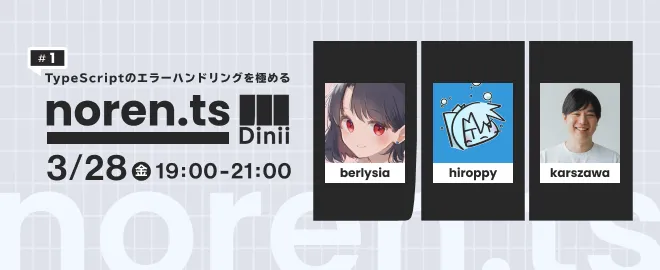 #1
TypeScriptのエラーハンドリングを極める
noren.ts
Dinii
3/28 金 19:00-21:00
berlysia
hiroppy
karszawa
noren.ts